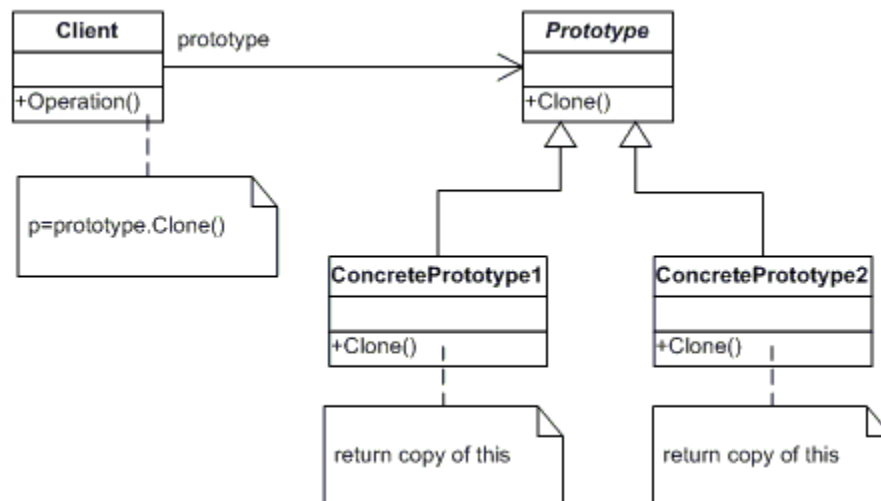 Client
prototype
Prototype
+Operation()
+Clone()
p=prototype.Clone()
ConcretePrototype1
ConcretePrototype2
+Clone()
+Clone()
return copy of this
return copy of this